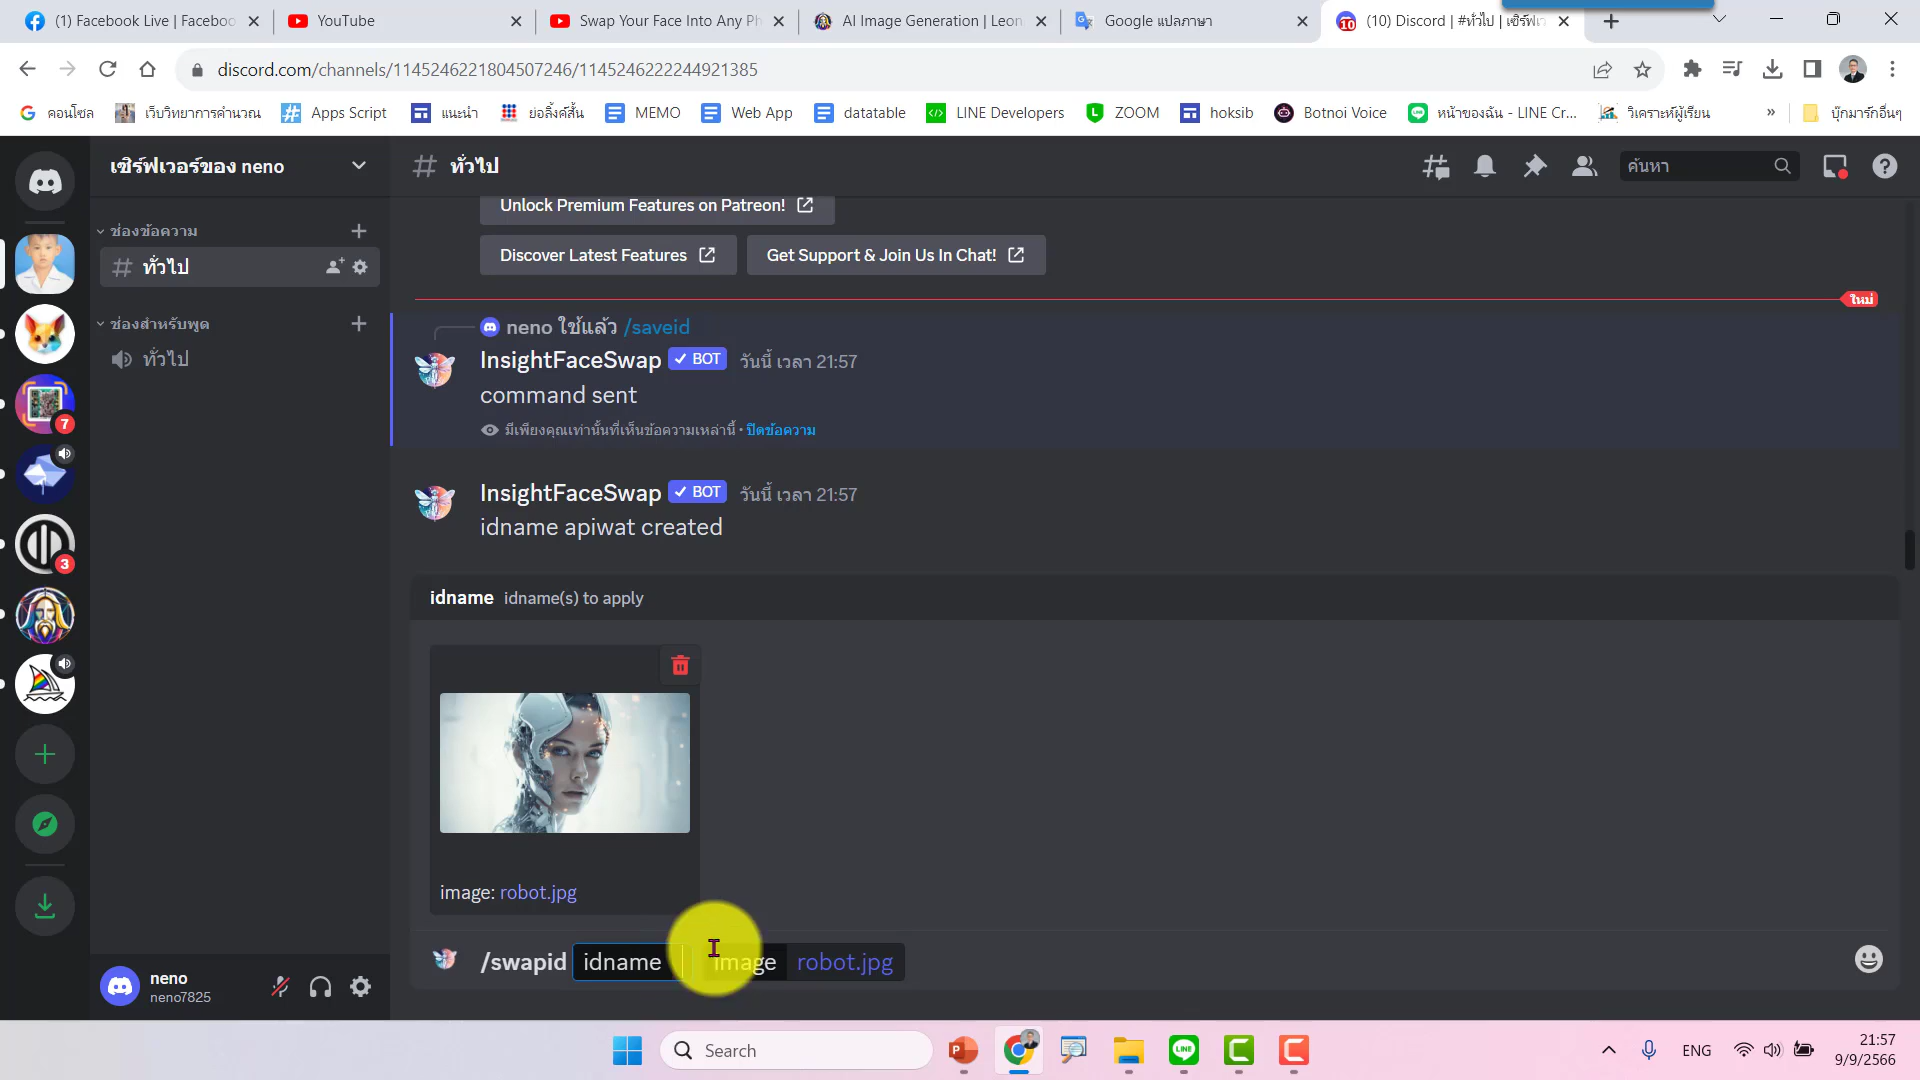 (1) Facebook Live | Faceboo
YouTube
Swap Your Face Into Any Ph
AI Image Generation | Leon
Google แปลภาษา
(10) Discord | #ทั่วไป | เซิร์ฟเว
discord.com/channels/1145246221804507246/1145246222244921385
คอนโซล
เว็บวิทยาการคำนวณ
Apps Script
แนะนำ
ย่อลิ้งค์สั้น
MEMO
Web App
datatable
LINE Developers
ZOOM
hoksib
Botnoi Voice
หน้าของฉัน - LINE Cr...
วิเคราะห์ผู้เรียน
»
บุ๊กมาร์กอื่นๆ
เซิร์ฟเวอร์ของ neno
ทั่วไป
ค้นหา
ช่องข้อความ
ทั่วไป
ช่องสำหรับพูด
ทั่วไป
7
3
Unlock Premium Features on Patreon!
Discover Latest Features
Get Support & Join Us In Chat!
ใหม่
neno ใช้แล้ว /saveid
InsightFaceSwap ✓ BOT วันนี้ เวลา 21:57
command sent
มีเพียงคุณเท่านั้นที่เห็นข้อความเหล่านี้ • ปิดข้อความ
InsightFaceSwap ✓ BOT วันนี้ เวลา 21:57
idname apiwat created
idname idname(s) to apply
image: robot.jpg
/swapid idname image robot.jpg
neno
neno7825
Search
ENG
21:57
9/9/2566